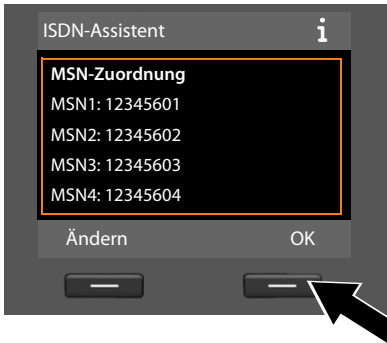 ISDN-Assistent i
MSN-Zuordnung
MSN1: 12345601
MSN2: 12345602
MSN3: 12345603
MSN4: 12345604
Ändern OK